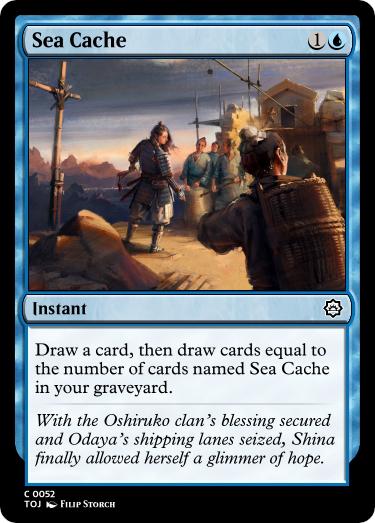 Sea Cache
1
Instant
Draw a card, then draw cards equal to
the number of cards named Sea Cache
in your graveyard.
With the Oshiruko clan's blessing secured
and Odaya's shipping lanes seized, Shina
finally allowed herself a glimmer of hope.
C 0052
TOJ Filip Storch